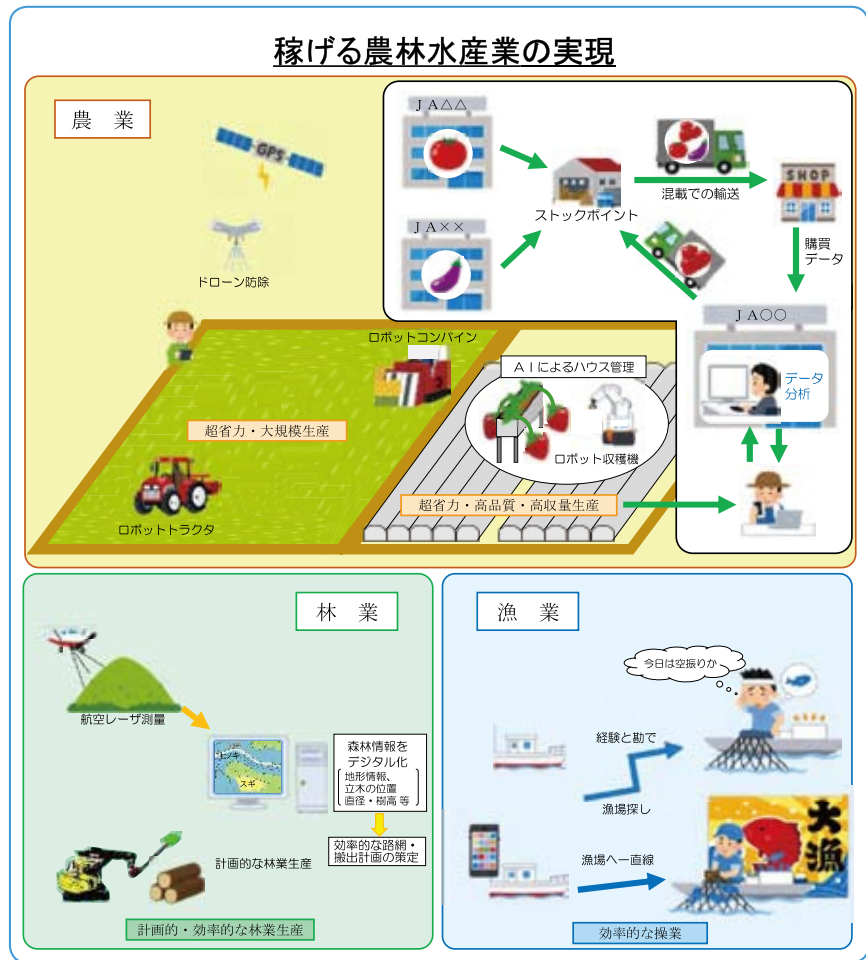 稼げる農林水産業の実現
農　業
GPS
ドローン防除
ＪＡ△△
ＪＡ××
ストックポイント
混載での輸送
SHOP
購買
データ
ＪＡ○○
データ
分析
ロボットコンバイン
超省力・大規模生産
ロボットトラクタ
ＡＩによるハウス管理
ロボット収穫機
超省力・高品質・高収量生産
林　業
航空レーザ測量
ヒノキ
スギ
森林情報を
デジタル化
地形情報、
立木の位置
直径・樹高 等
効率的な路網・
搬出計画の策定
計画的な林業生産
計画的・効率的な林業生産
漁　業
今日は空振りか
経験と勘で
漁場探し
漁場へ一直線
大漁
効率的な操業